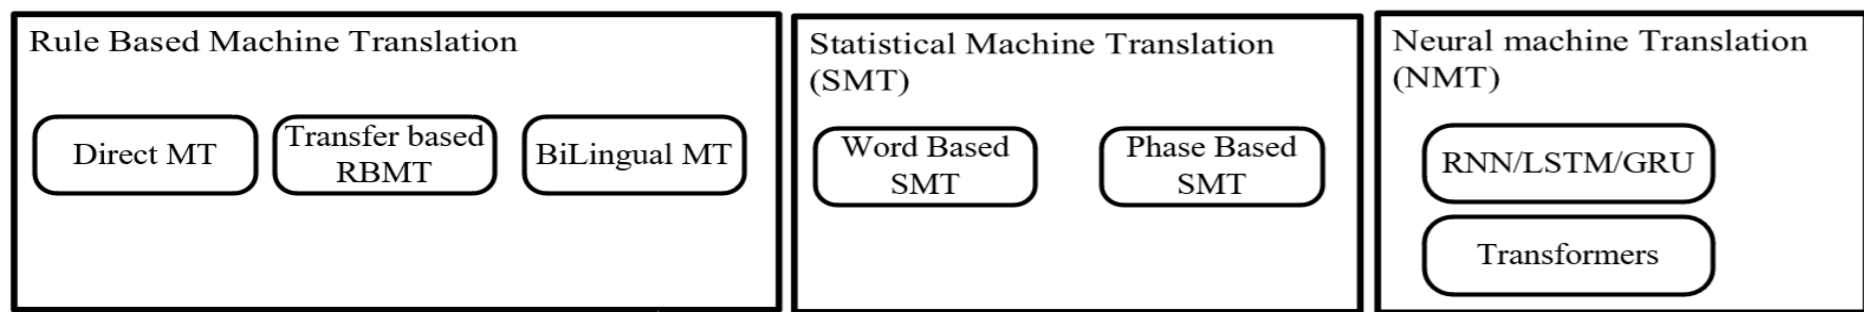 Rule Based Machine Translation
Direct MT
Transfer based
RBMT
BiLingual MT
Statistical Machine Translation
(SMT)
Word Based
SMT
Phase Based
SMT
Neural machine Translation
(NMT)
RNN/LSTM/GRU
Transformers